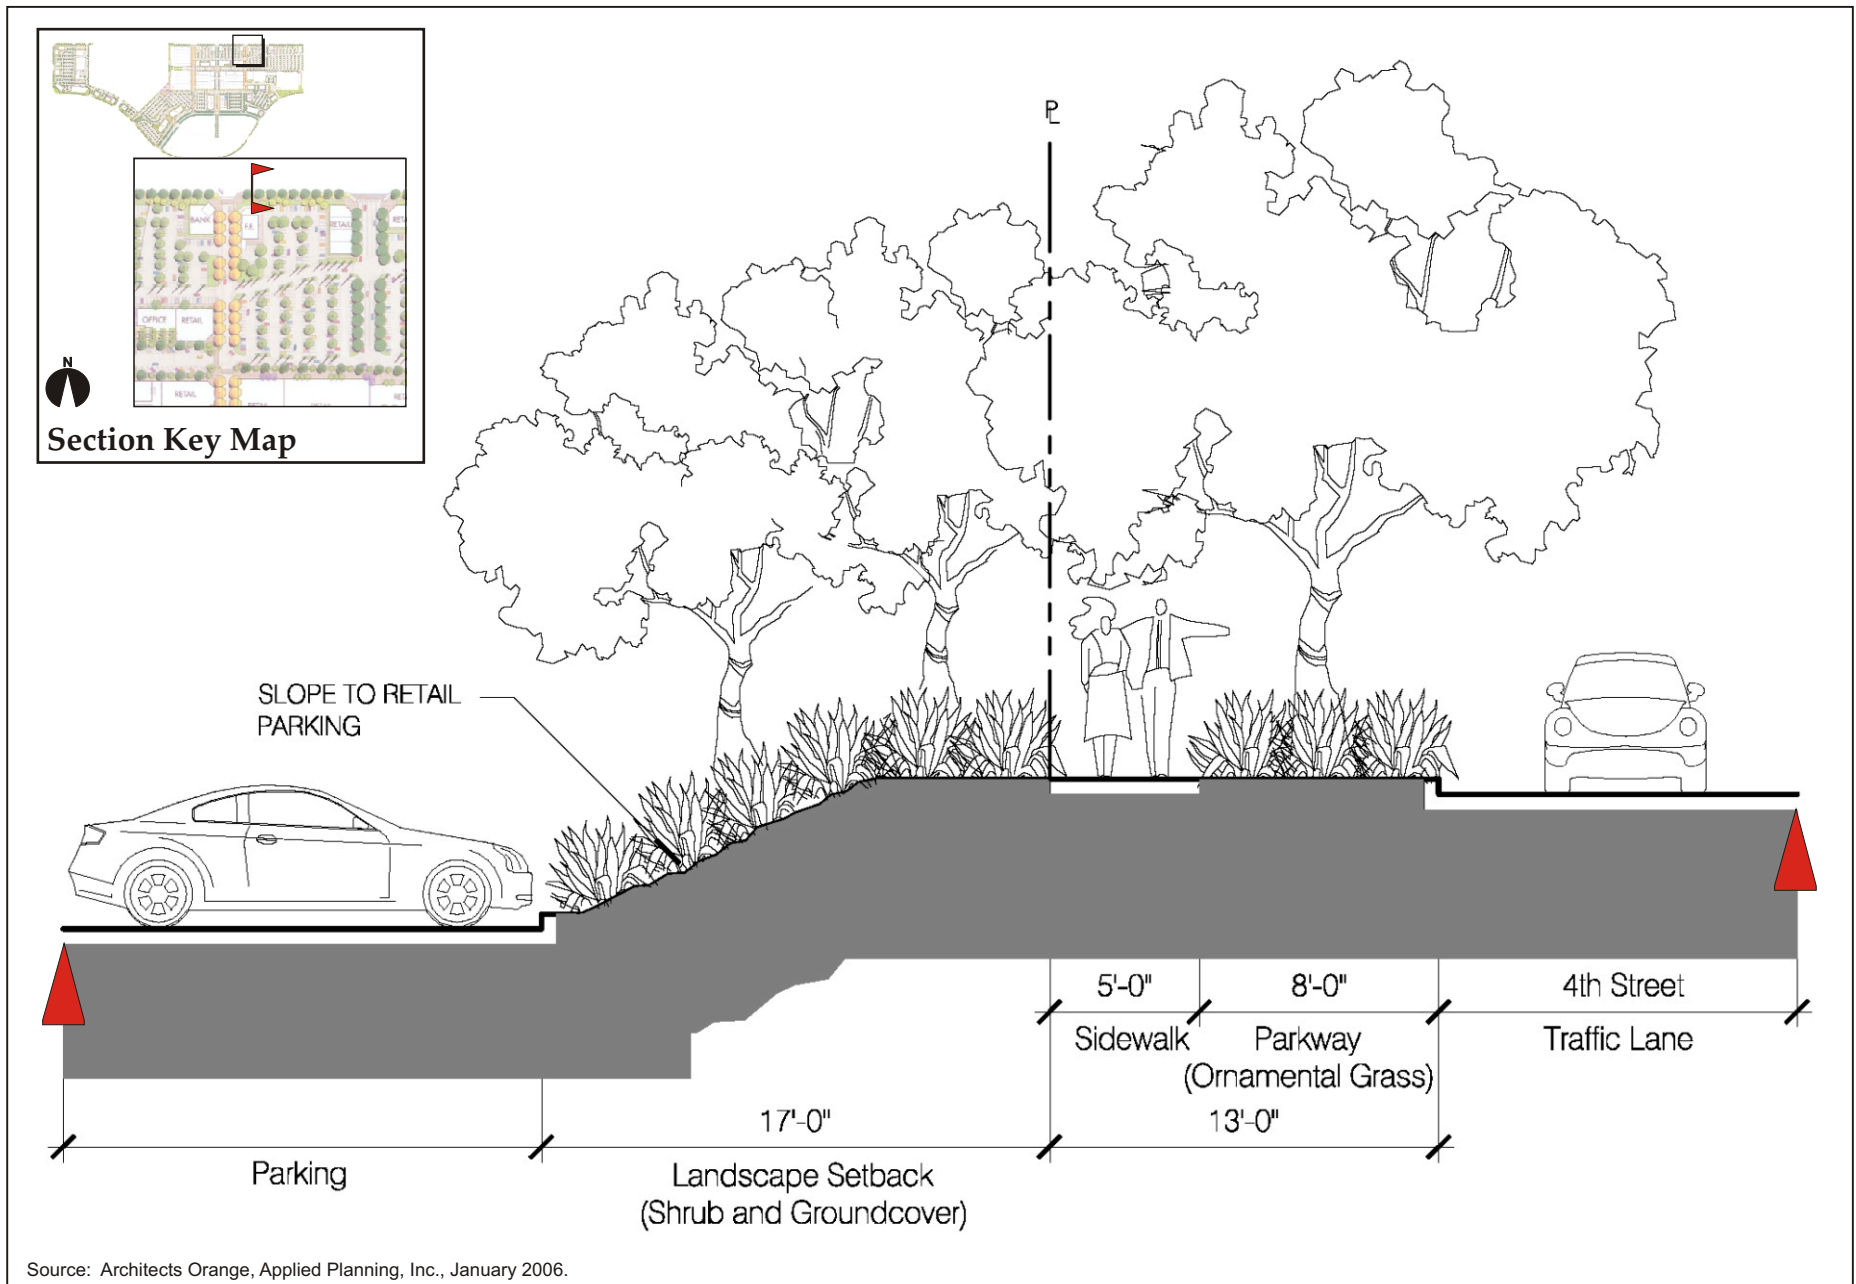 N
BANK
RETAIL
OFFICE
RETAIL
RETAIL
Section Key Map
PL
SLOPE TO RETAIL
PARKING
5'-0"
8'-0"
4th Street
Sidewalk
Parkway
(Ornamental Grass)
Traffic Lane
17'-0"
13'-0"
Parking
Landscape Setback
(Shrub and Groundcover)
Source: Architects Orange, Applied Planning, Inc., January 2006.